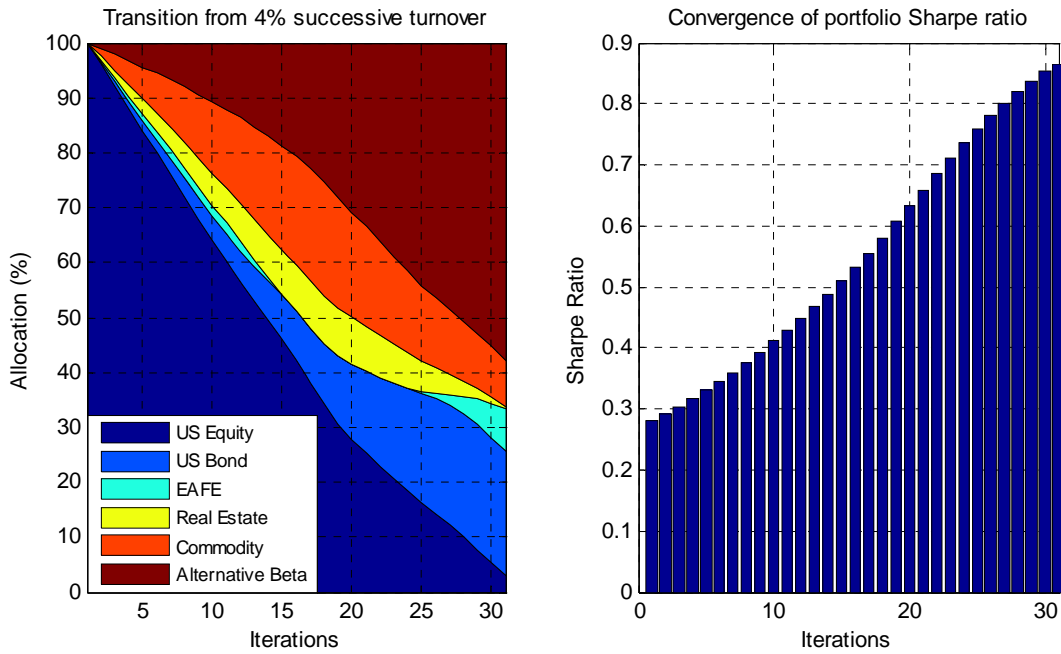 Transition from 4% successive turnover
100
90
80
70
60
50
40
30
20
10
0
Allocation (%)
US Equity
US Bond
EAFE
Real Estate
Commodity
Alternative Beta
5 10 15 20 25 30
Iterations
Convergence of portfolio Sharpe ratio
0.9
0.8
0.7
0.6
0.5
0.4
0.3
0.2
0.1
0
Sharpe Ratio
0 10 20 30
Iterations